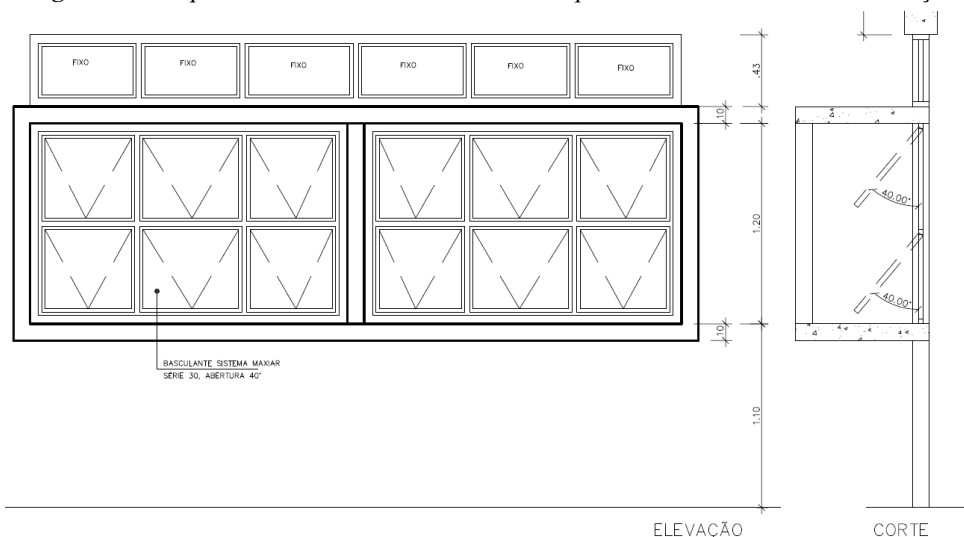 FIXO FIXO FIXO FIXO FIXO FIXO
.43
.10
1.20
40.00°
40.00°
.10
BASCULANTE SISTEMA MAXIAR
SÉRIE 30, ABERTURA 40°
1.10
ELEVAÇÃO CORTE